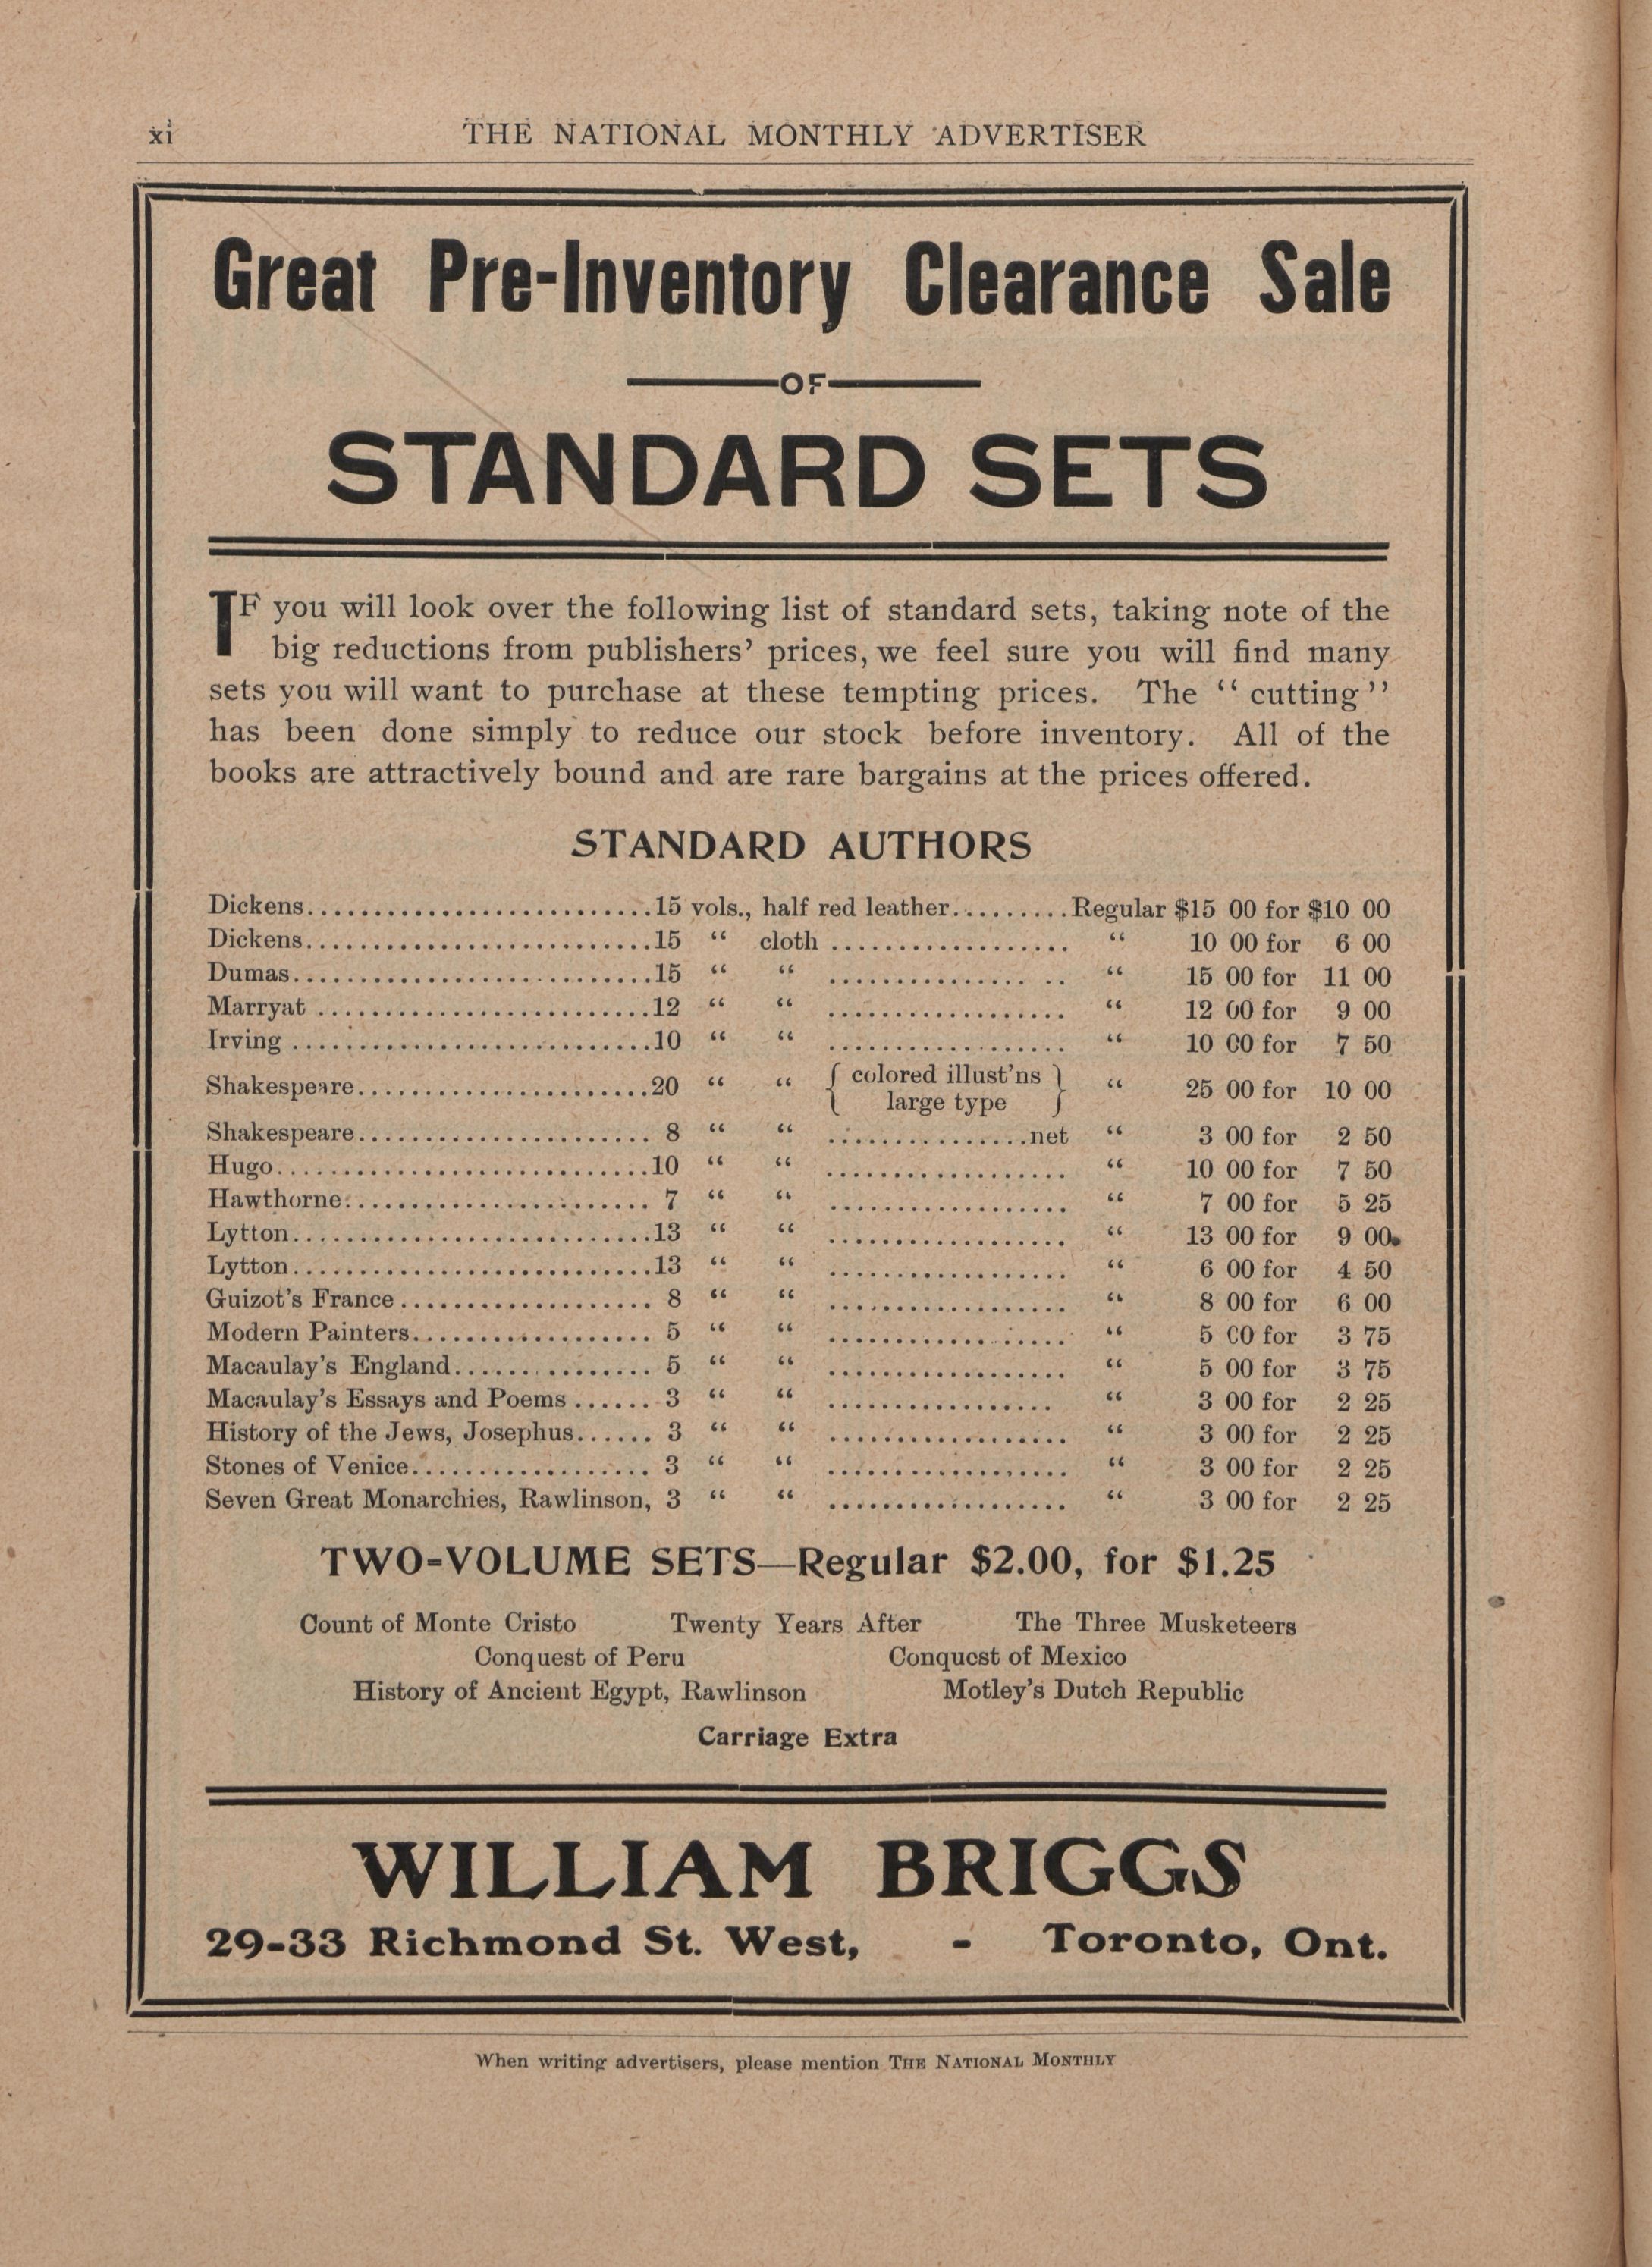 xi THE NATIONAL MONTHLY ADVERTISER
Great Pre-Inventory Clearance Sale
OF
STANDARD SETS
IF you will look over the following list of standard sets, taking note of the
big reductions from publishers' prices, we feel sure you will find many
sets you will want to purchase at these tempting prices. The "cutting"
has been done simply to reduce our stock before inventory. All of the
books are attractively bound and are rare bargains at the prices offered.
STANDARD AUTHORS
Dickens..........................15 vols., half red leather.........Regular $15 00 for $10 00
Dickens..........................15 " cloth .................. " 10 00 for 6 00
Dumas...........................15 " " .................. " 15 00 for 11 00
Marryat .........................12 " " .................. " 12 00 for 9 00
Irving ...........................10 " " .................. " 10 00 for 7 50
Shakespeare......................20 " " { colored illust'ns large type } " 25 00 for 10 00
Shakespeare...................... 8 " " ...............net " 3 00 for 2 50
Hugo............................10 " " .................. " 10 00 for 7 50
Hawthorne....................... 7 " " .................. " 7 00 for 5 25
Lytton...........................13 " " .................. " 13 00 for 9 00
Lytton...........................13 " " .................. " 6 00 for 4 50
Guizot's France ................... 8 " " .................. " 8 00 for 6 00
Modern Painters.................. 5 " " .................. " 5 00 for 3 75
Macaulay's England............... 5 " " .................. " 5 00 for 3 75
Macaulay's Essays and Poems ...... 3 " " ................. " 3 00 for 2 25
History of the Jews, Josephus...... 3 " " .................. " 3 00 for 2 25
Stones of Venice.................. 3 " " .................. " 3 00 for 2 25
Seven Great Monarchies, Rawlinson, 3 " " .................. " 3 00 for 2 25
TWO-VOLUME SETS—Regular $2.00, for $1.25
Count of Monte Cristo Twenty Years After The Three Musketeers
Conquest of Peru Conquest of Mexico
History of Ancient Egypt, Rawlinson Motley's Dutch Republic
Carriage Extra
WILLIAM BRIGGS
29-33 Richmond St. West, - Toronto, Ont.
When writing advertisers, please mention THE NATIONAL MONTHLY